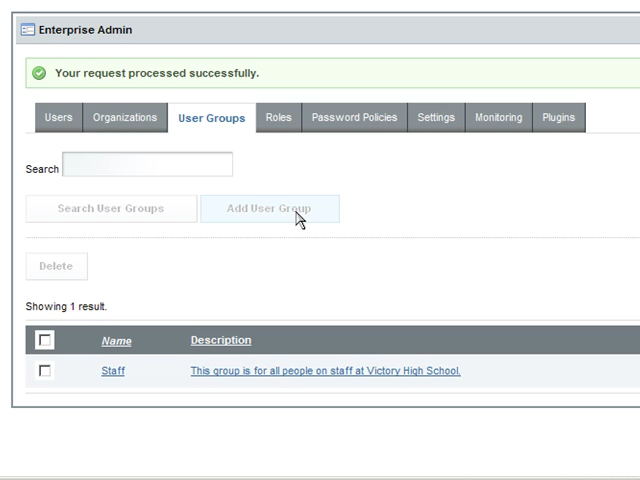 Enterprise Admin
Your request processed successfully.
Users Organizations User Groups Roles Password Policies Settings Monitoring Plugins
Search
Search User Groups Add User Group
Delete
Showing 1 result.
Name Description
Staff This group is for all people on staff at Victory High School.